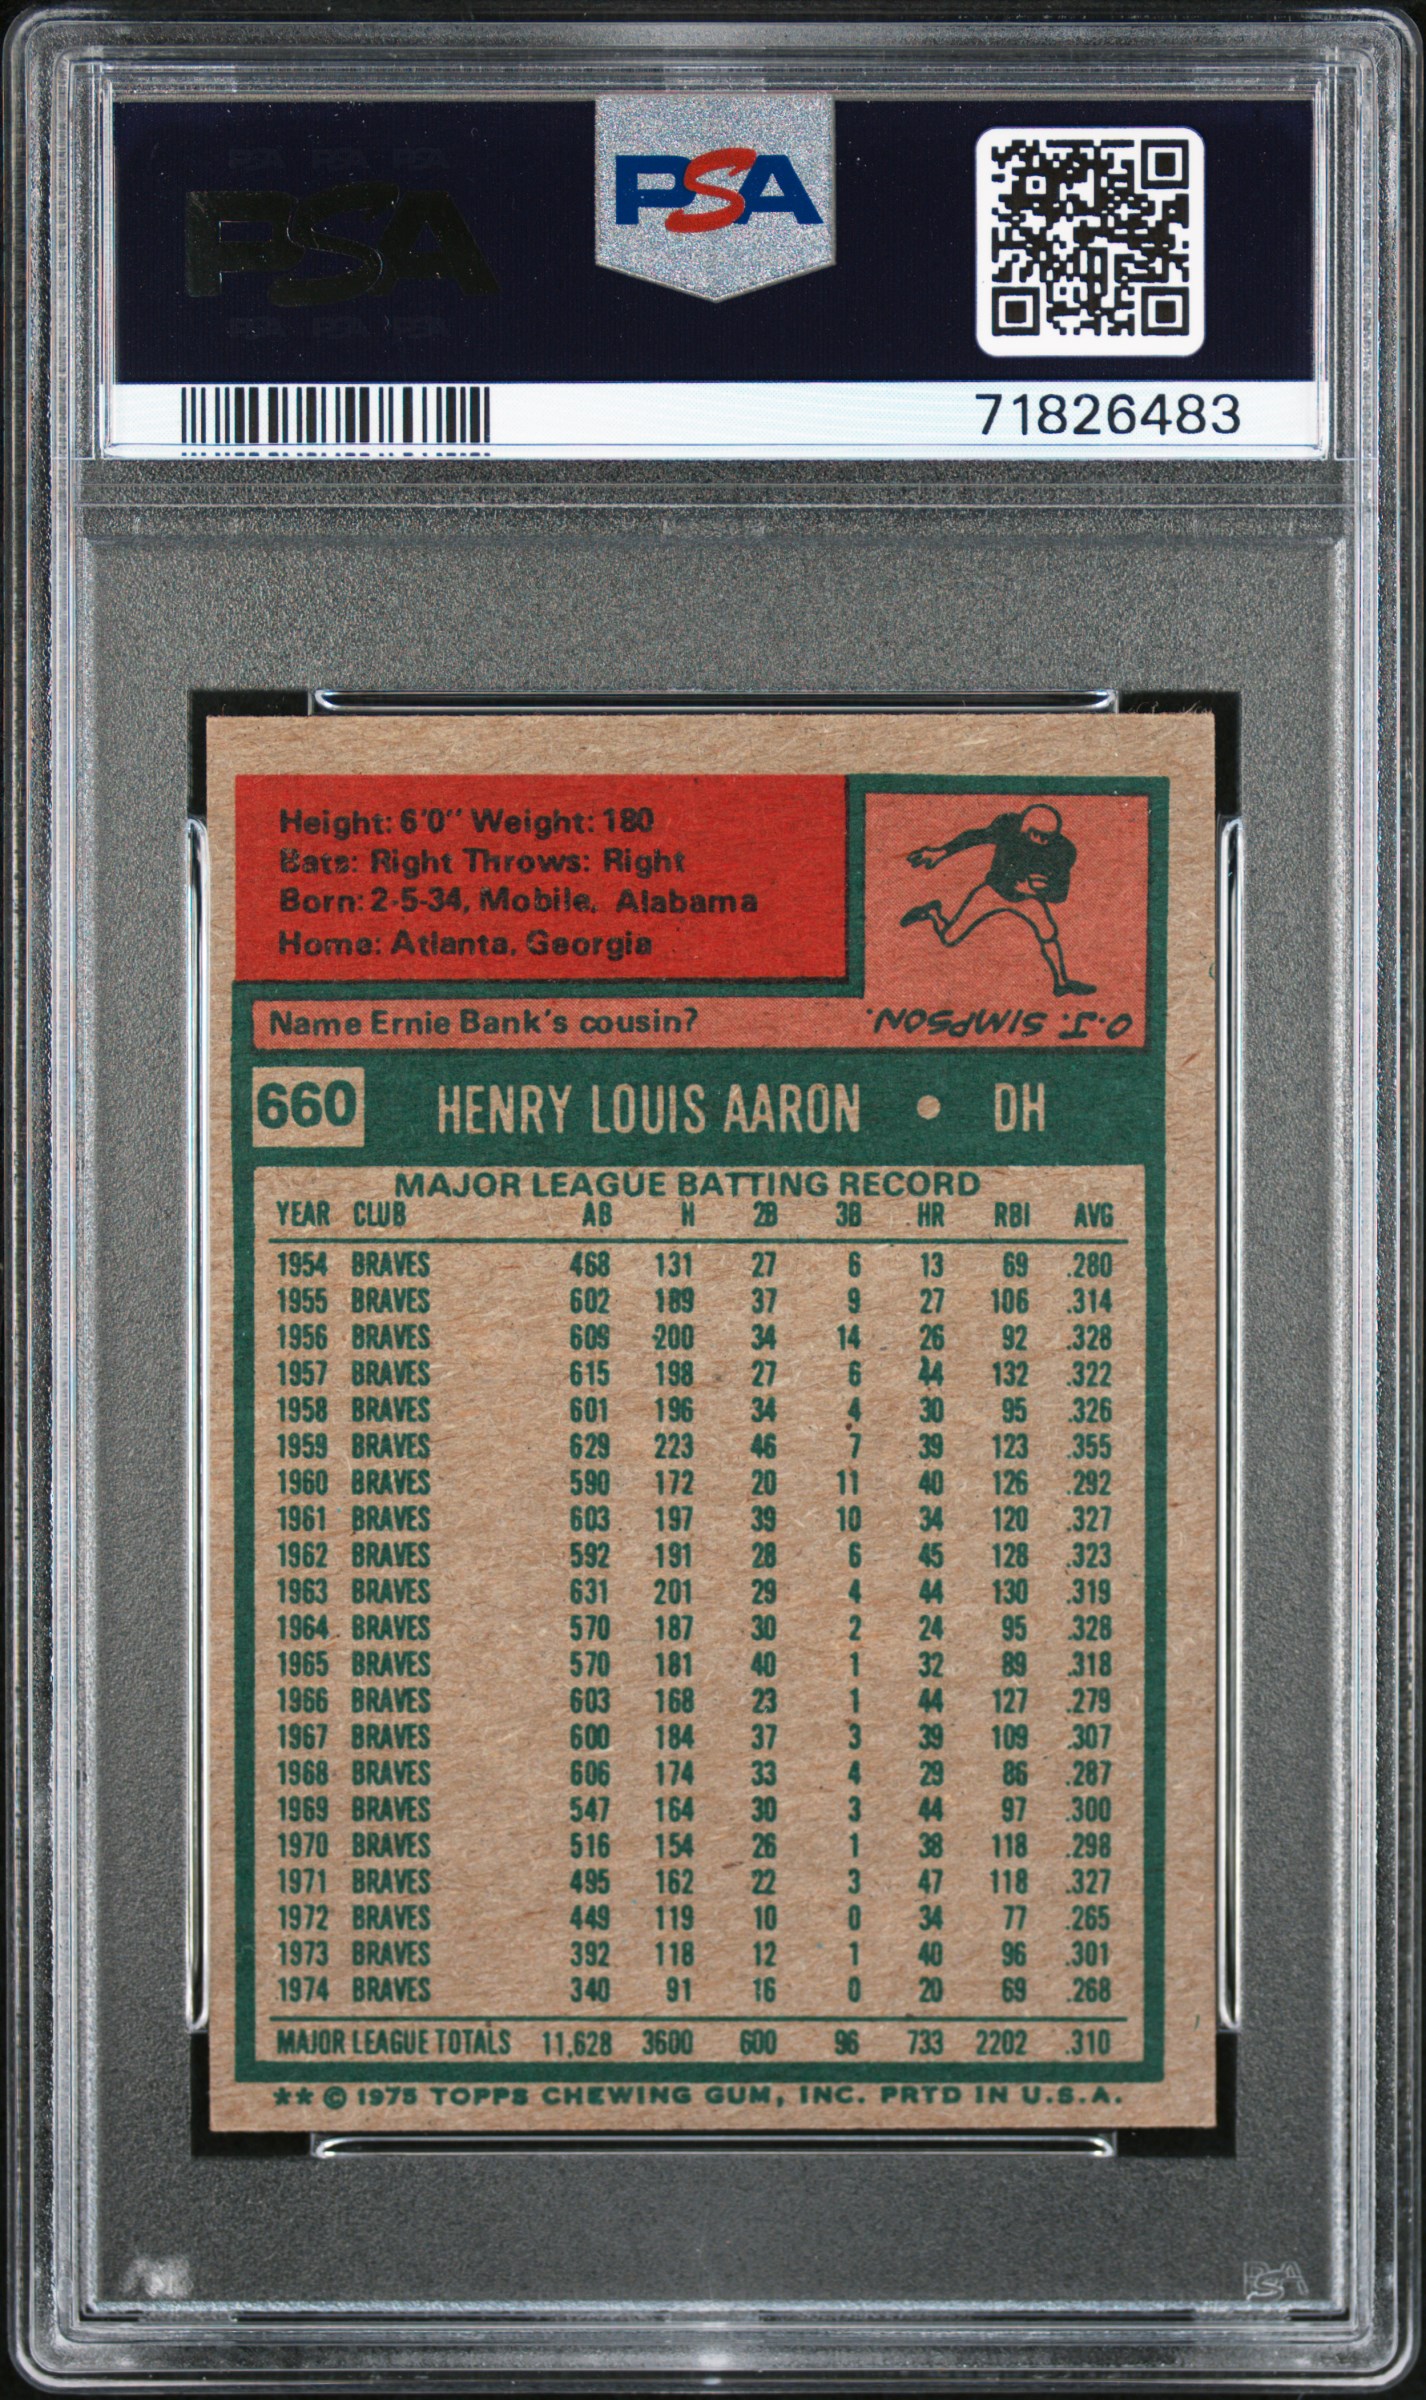 PSA PSA PSA
PSA
PSA PSA PSA
PSA
71826483
Height: 6'0" Weight: 180
Bats: Right Throws: Right
Born: 2-5-34, Mobile, Alabama
Home: Atlanta, Georgia
Name Ernie Bank's cousin?
O.J. SIMPSON.
660 HENRY LOUIS AARON • DH
MAJOR LEAGUE BATTING RECORD
YEAR CLUB AB H 2B 3B HR RBI AVG
1954 BRAVES 468 131 27 6 13 69 .280
1955 BRAVES 602 189 37 9 27 106 .314
1956 BRAVES 609 200 34 14 26 92 .328
1957 BRAVES 615 198 27 6 44 132 .322
1958 BRAVES 601 196 34 4 30 95 .326
1959 BRAVES 629 223 46 7 39 123 .355
1960 BRAVES 590 172 20 11 40 126 .292
1961 BRAVES 603 197 39 10 34 120 .327
1962 BRAVES 592 191 28 6 45 128 .323
1963 BRAVES 631 201 29 4 44 130 .319
1964 BRAVES 570 187 30 2 24 95 .328
1965 BRAVES 570 181 40 1 32 89 .318
1966 BRAVES 603 168 23 1 44 127 .279
1967 BRAVES 600 184 37 3 39 109 .307
1968 BRAVES 606 174 33 4 29 86 .287
1969 BRAVES 547 164 30 3 44 97 .300
1970 BRAVES 516 154 26 1 38 118 .298
1971 BRAVES 495 162 22 3 47 118 .327
1972 BRAVES 449 119 10 0 34 77 .265
1973 BRAVES 392 118 12 1 40 96 .301
1974 BRAVES 340 91 16 0 20 69 .268
MAJOR LEAGUE TOTALS 11,628 3600 600 96 733 2202 .310
** © 1975 TOPPS CHEWING GUM, INC. PRTD IN U.S.A.
PSA